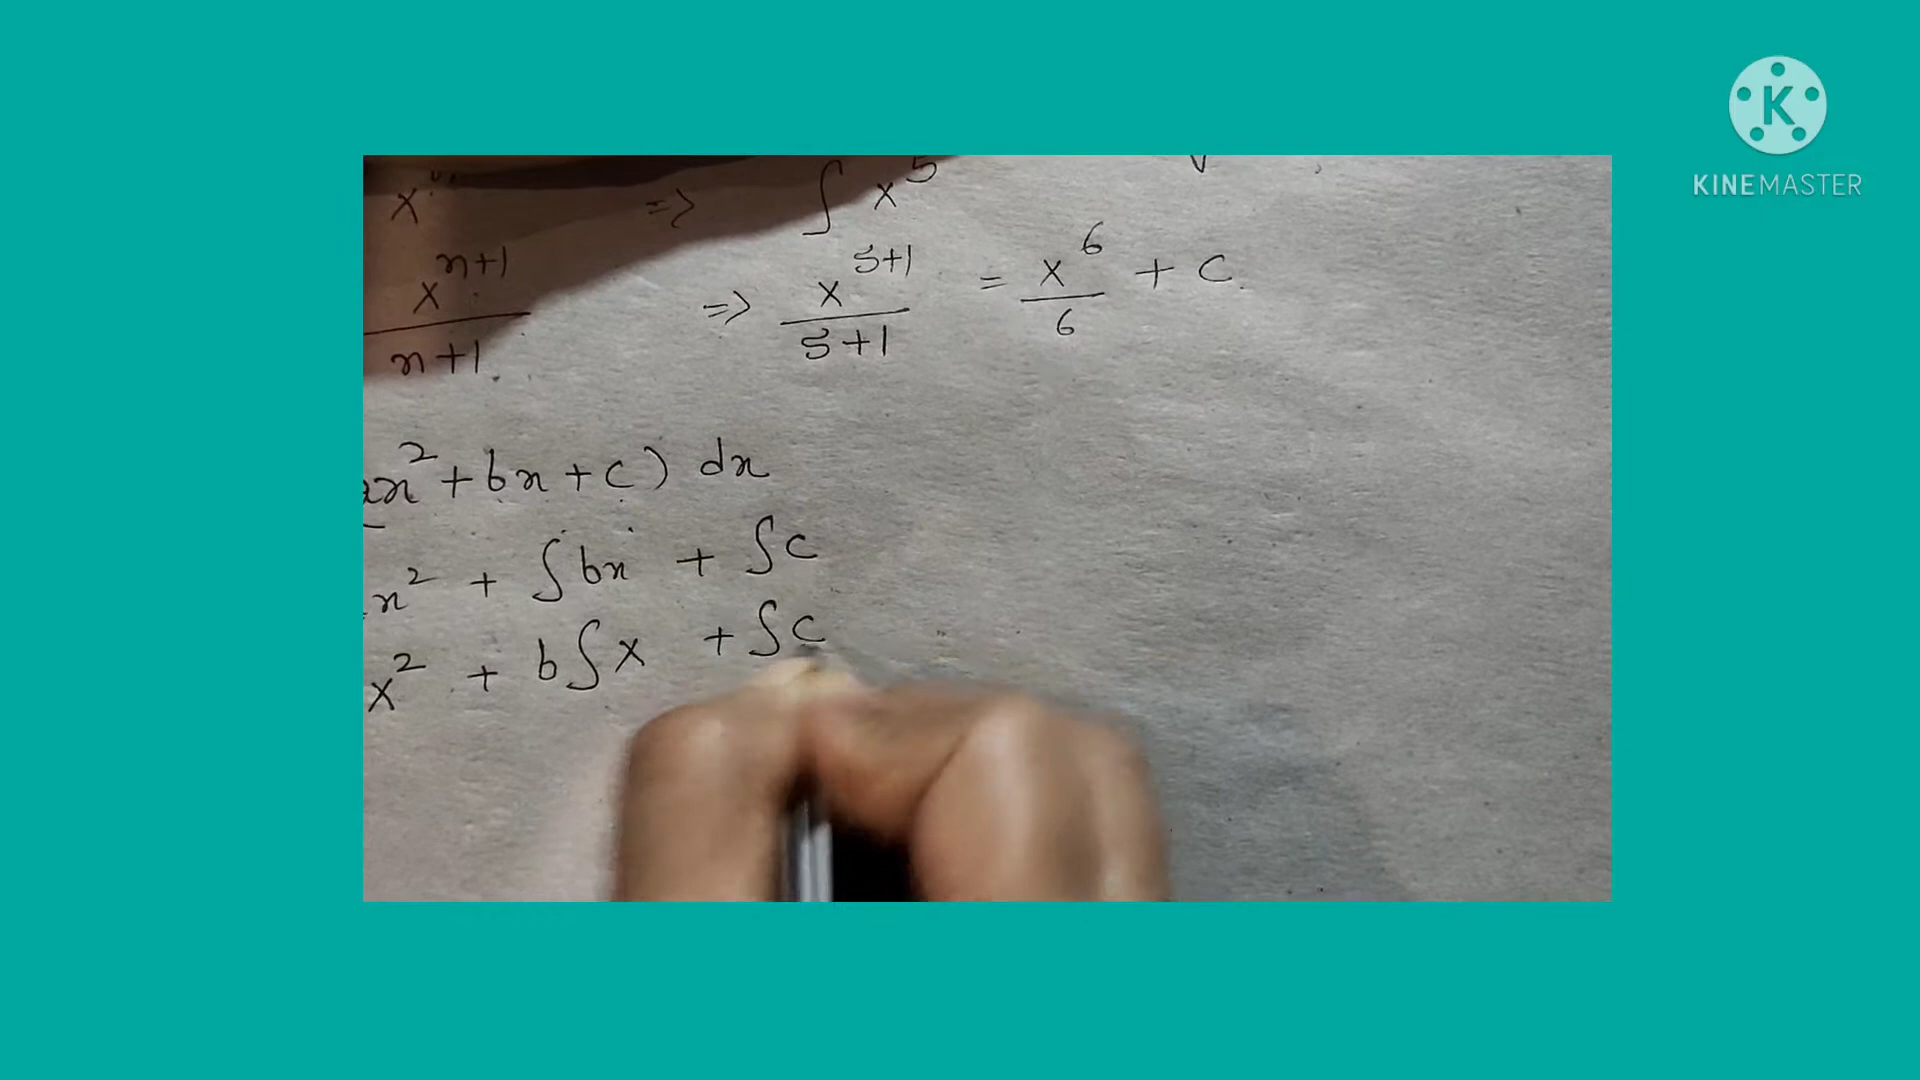 x => ∫ x^5
x^(n+1) / (n+1) => x^(5+1) / (5+1) = x^6 / 6 + c
x^2 + bx + c) dx
x^2 + ∫ bx + ∫ c
x^2 + b ∫ x + ∫ c
KINEMASTER